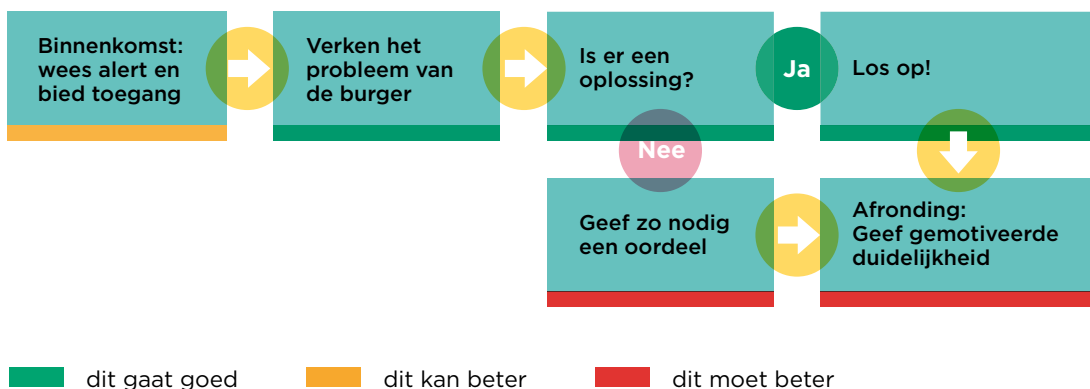 Binnenkomst:
wees alert en
bied toegang
Verken het
probleem van
de burger
Is er een
oplossing?
Ja
Los op!
Nee
Geef zo nodig
een oordeel
Afronding:
Geef gemotiveerde
duidelijkheid
dit gaat goed
dit kan beter
dit moet beter